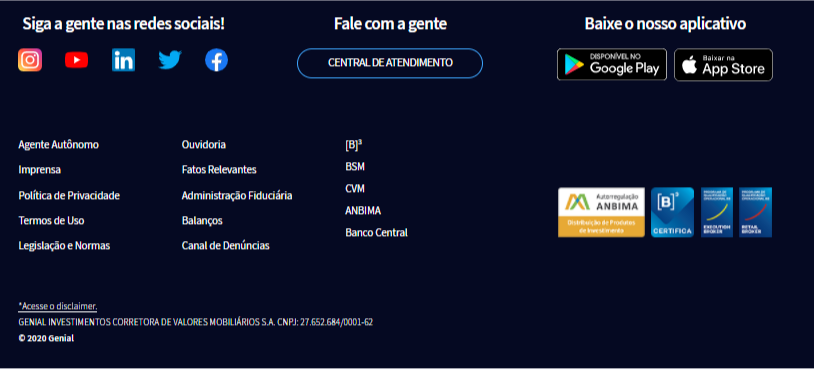 Siga a gente nas redes sociais!
Fale com a gente
Baixe o nosso aplicativo
CENTRAL DE ATENDIMENTO
DISPONÍVEL NO
Google Play
Baixar na
App Store
Agente Autônomo
Imprensa
Política de Privacidade
Termos de Uso
Legislação e Normas
Ouvidoria
Fatos Relevantes
Administração Fiduciária
Balanços
Canal de Denúncias
[B]³
BSM
CVM
ANBIMA
Banco Central
Autorregulação
ANBIMA
Distribuição de Produtos
de Investimento
[B]³
CERTIFICA
EXECUTION
BROKER
RETAIL
BROKER
*Acesse o disclaimer.
GENIAL INVESTIMENTOS CORRETORA DE VALORES MOBILIÁRIOS S.A. CNPJ: 27.652.684/0001-62
© 2020 Genial